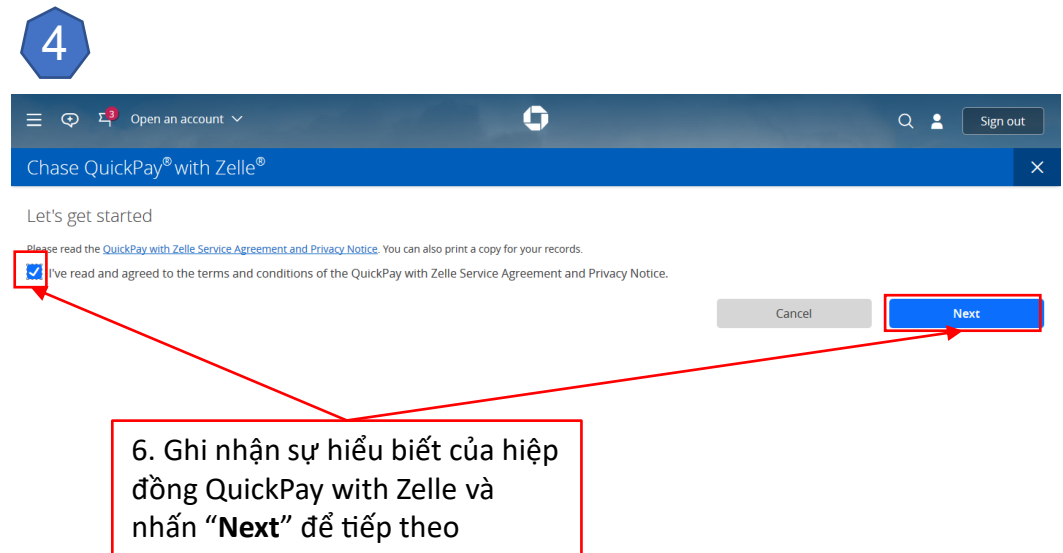 4
3 Open an account Sign out
Chase QuickPay® with Zelle®
Let's get started
Please read the QuickPay with Zelle Service Agreement and Privacy Notice. You can also print a copy for your records.
I've read and agreed to the terms and conditions of the QuickPay with Zelle Service Agreement and Privacy Notice.
Cancel Next
6. Ghi nhận sự hiểu biết của hiệp
đồng QuickPay with Zelle và
nhấn “Next” để tiếp theo